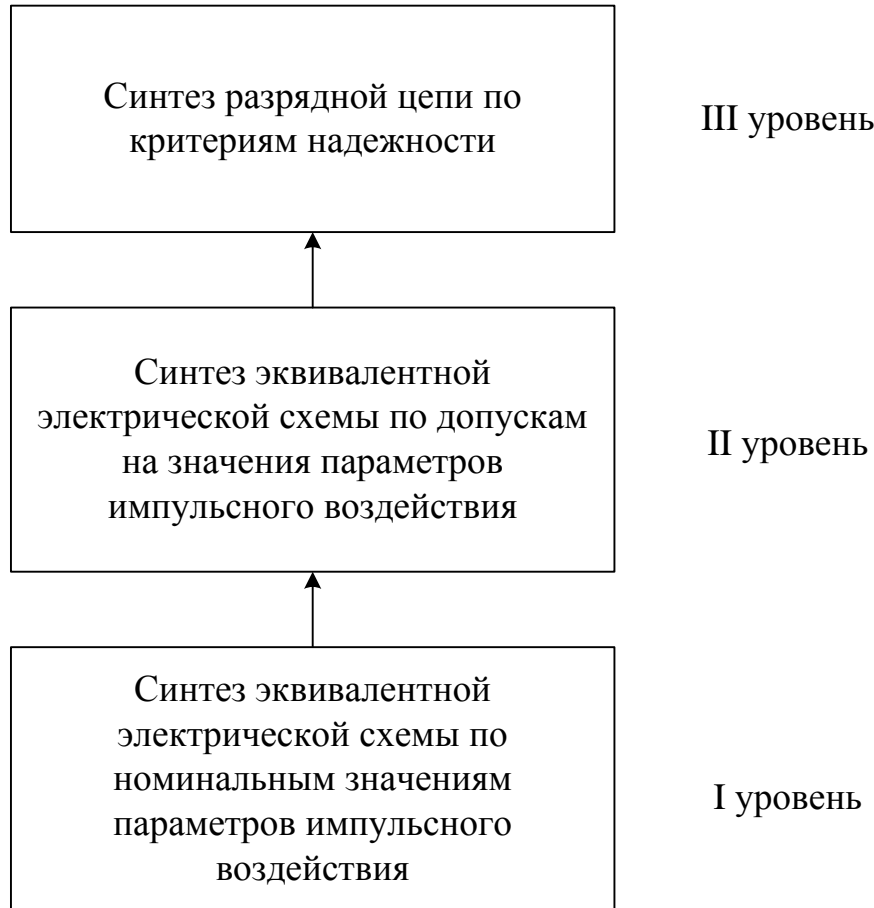 Синтез разрядной цепи по
критериям надежности
III уровень
Синтез эквивалентной
электрической схемы по допускам
на значения параметров
импульсного воздействия
II уровень
Синтез эквивалентной
электрической схемы по
номинальным значениям
параметров импульсного
воздействия
I уровень